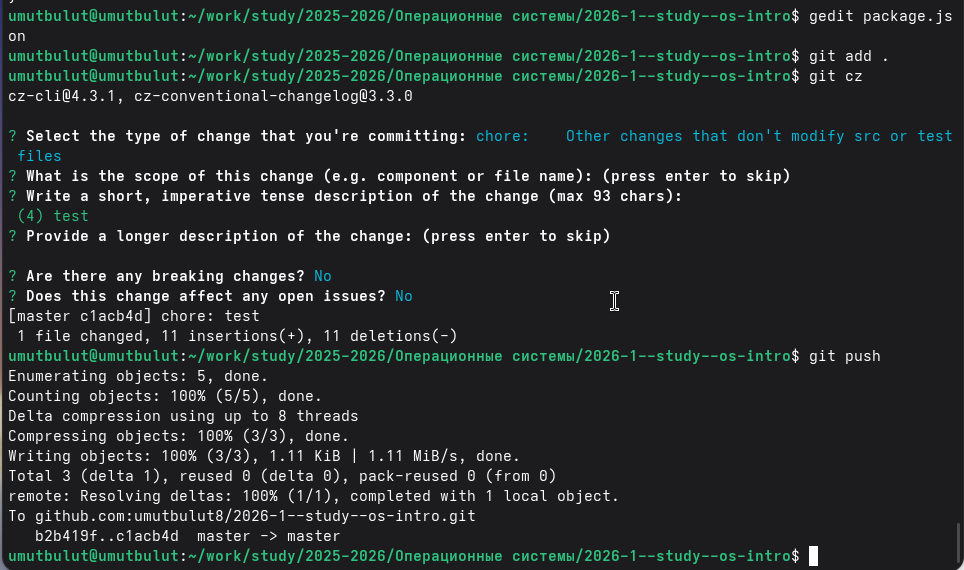 umutbulut@umutbulut:~/work/study/2025-2026/Операционные системы/2026-1--study--os-intro$ gedit package.js
on
umutbulut@umutbulut:~/work/study/2025-2026/Операционные системы/2026-1--study--os-intro$ git add .
umutbulut@umutbulut:~/work/study/2025-2026/Операционные системы/2026-1--study--os-intro$ git cz
cz-cli@4.3.1, cz-conventional-changelog@3.3.0
? Select the type of change that you're committing: chore:    Other changes that don't modify src or test
files
? What is the scope of this change (e.g. component or file name): (press enter to skip)
? Write a short, imperative tense description of the change (max 93 chars):
(4) test
? Provide a longer description of the change: (press enter to skip)
? Are there any breaking changes? No
? Does this change affect any open issues? No
[master c1acb4d] chore: test
1 file changed, 11 insertions(+), 11 deletions(-)
umutbulut@umutbulut:~/work/study/2025-2026/Операционные системы/2026-1--study--os-intro$ git push
Enumerating objects: 5, done.
Counting objects: 100% (5/5), done.
Delta compression using up to 8 threads
Compressing objects: 100% (3/3), done.
Writing objects: 100% (3/3), 1.11 KiB | 1.11 MiB/s, done.
Total 3 (delta 1), reused 0 (delta 0), pack-reused 0 (from 0)
remote: Resolving deltas: 100% (1/1), completed with 1 local object.
To github.com:umutbulut8/2026-1--study--os-intro.git
b2b419f..c1acb4d  master -> master
umutbulut@umutbulut:~/work/study/2025-2026/Операционные системы/2026-1--study--os-intro$